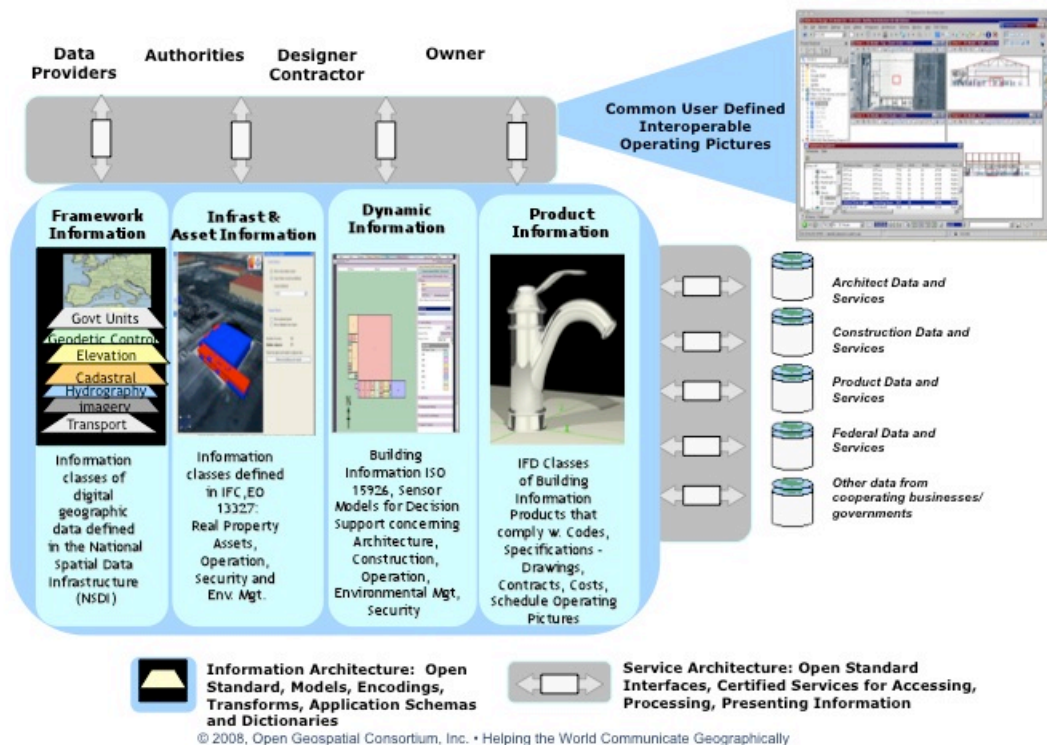 Data
Providers
Authorities
Designer
Contractor
Owner
Common User Defined
Interoperable
Operating Pictures
Framework
Information
Govt Units
Geodetic Control
Elevation
Cadastral
Hydrography
imagery
Transport
Information
classes of
digital
geographic
data defined
in the National
Spatial Data
Infrastructure
(NSDI)
Infrast &
Asset Information
Information
classes defined
in IFC,EO
13327:
Real Property
Assets,
Operation,
Security and
Env. Mgt.
Dynamic
Information
Building
Information ISO
15926, Sensor
Models for Decision
Support concerning
Architecture,
Construction,
Operation,
Environmental Mgt,
Security
Product
Information
IFD Classes
of Building
Information
Products that
comply w. Codes,
Specifications -
Drawings,
Contracts, Costs,
Schedule Operating
Pictures
Architect Data and
Services
Construction Data and
Services
Product Data and
Services
Federal Data and
Services
Other data from
cooperating businesses/
governments
Information Architecture: Open
Standard, Models, Encodings,
Transforms, Application Schemas
and Dictionaries
Service Architecture: Open Standard
Interfaces, Certified Services for Accessing,
Processing, Presenting Information
© 2008, Open Geospatial Consortium, Inc. • Helping the World Communicate Geographically